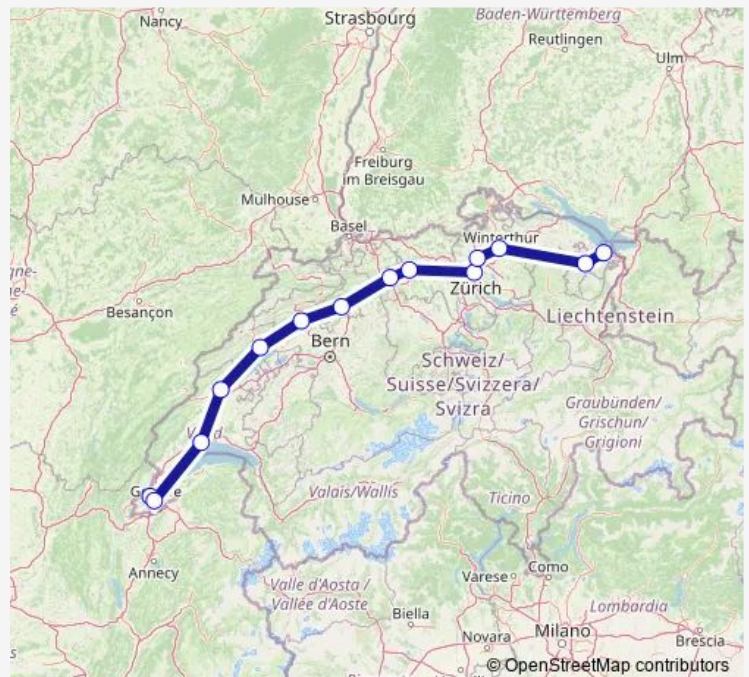 Nancy
Strasbourg
Baden-Württemberg
Reutlingen
Ulm
Freiburg
im Breisgau
Mulhouse
Basel
Winterthur
Zürich
Besançon
Liechtenstein
Bern
Schweiz/
Suisse/Svizzera/
Svizra
Graubünden/
Grischun/
Grigioni
Valais/Wallis
Ticino
Annecy
Valle d'Aosta /
Vallée d'Aoste
Varese
Como
Lombardia
Biella
Milano
Novara
Brescia
© OpenStreetMap contributors